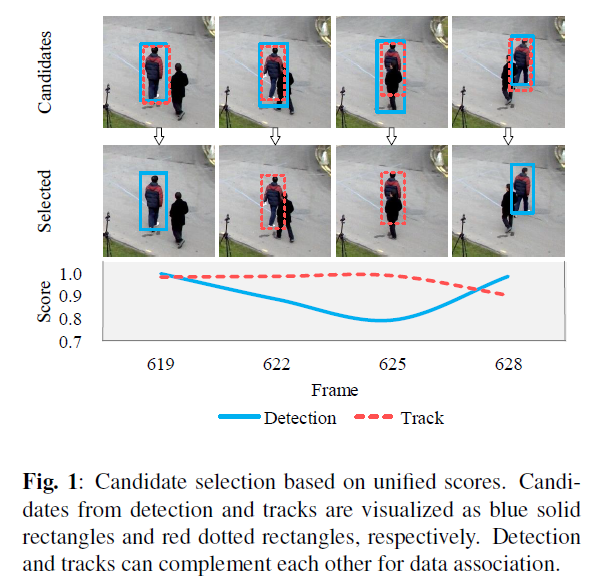 Candidates
Selected
Score
1.0
0.9
0.8
0.7
619 622 625 628
Frame
Detection Track
Fig. 1: Candidate selection based on unified scores. Candi-
dates from detection and tracks are visualized as blue solid
rectangles and red dotted rectangles, respectively. Detection
and tracks can complement each other for data association.